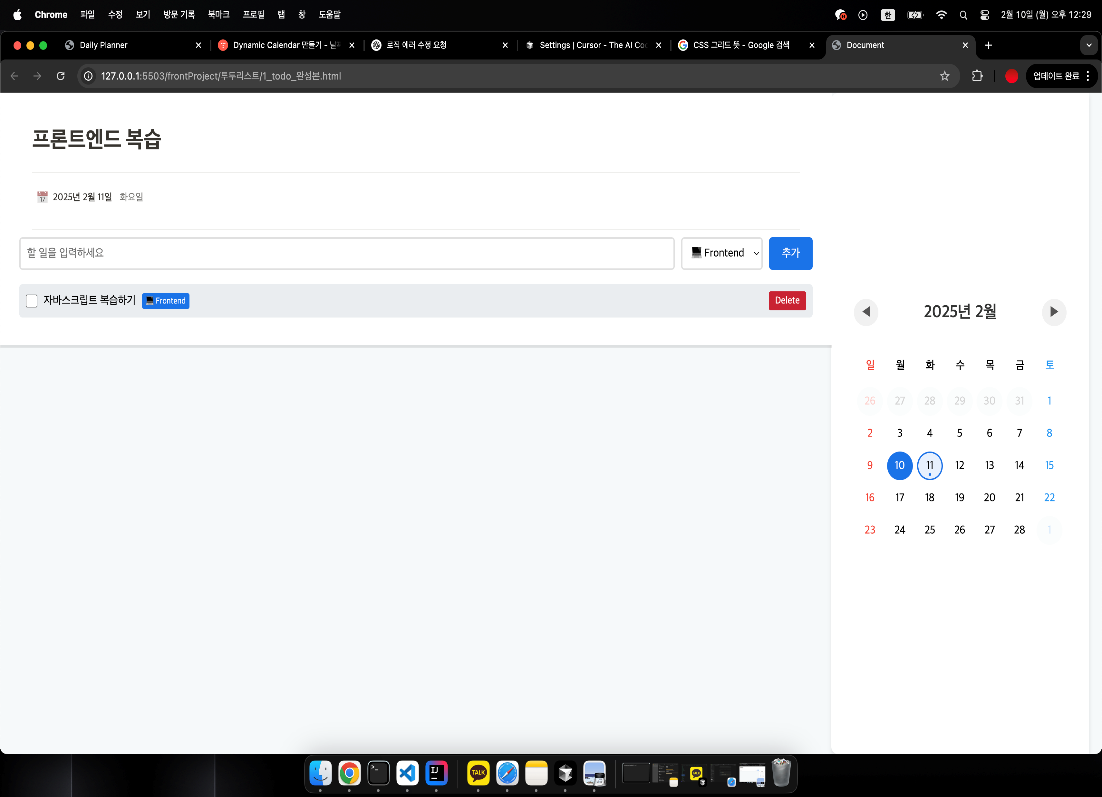 Chrome 파일 수정 보기 방문 기록 북마크 프로필 탭 창 도움말 한 2월 10일 (월) 오후 12:29
Daily Planner Dynamic Calendar 만들기 - 로직 에러 수정 요청 Settings | Cursor - The AI Co CSS 그리드 뜻 - Google 검색 Document
127.0.0.1:5503/frontProject/투두리스트/1_todo_완성본.html 업데이트 완료
프론트엔드 복습
2025년 2월 11일 화요일
할 일을 입력하세요 Frontend 추가
자바스크립트 복습하기 Frontend Delete
◀ 2025년 2월 ▶
일 월 화 수 목 금 토
26 27 28 29 30 31 1
2 3 4 5 6 7 8
9 10 11 12 13 14 15
16 17 18 19 20 21 22
23 24 25 26 27 28 1
TALK